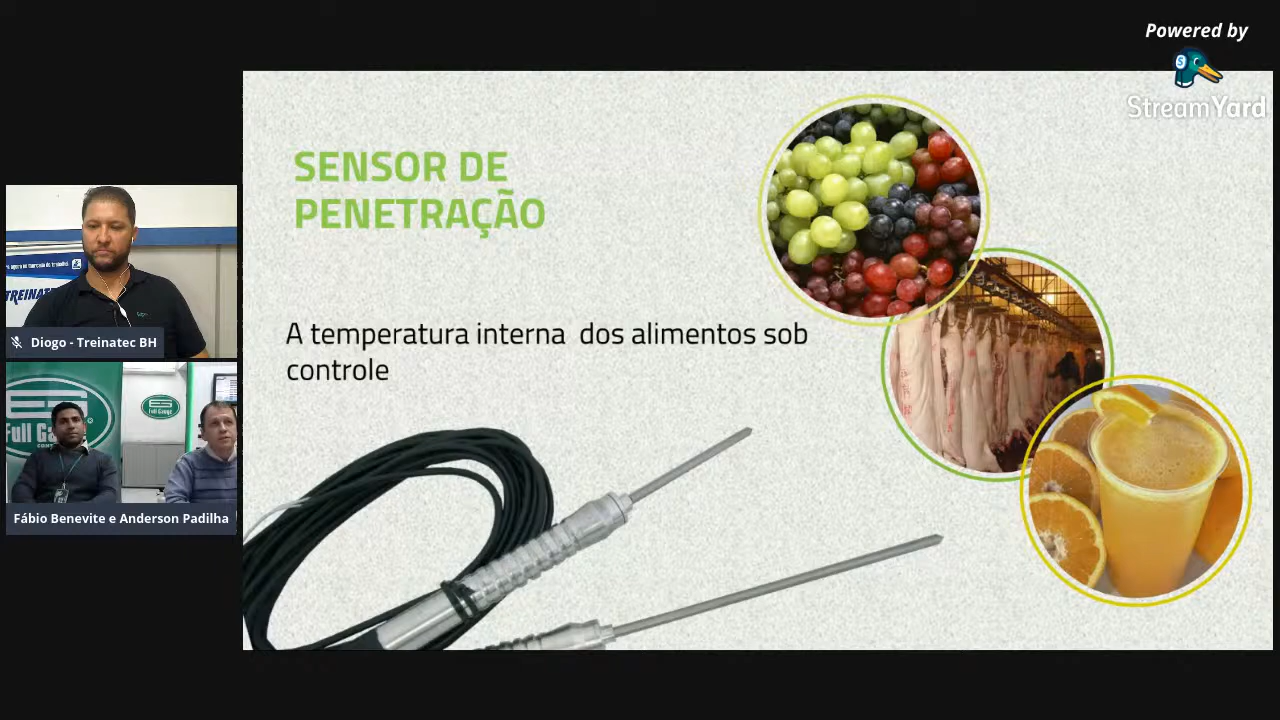 Powered by
StreamYard
SENSOR DE
PENETRAÇÃO
A temperatura interna dos alimentos sob
controle
TREINATEC
Diogo - Treinatec BH
Full Gauge
Full Gauge
Fábio Benevite e Anderson Padilha